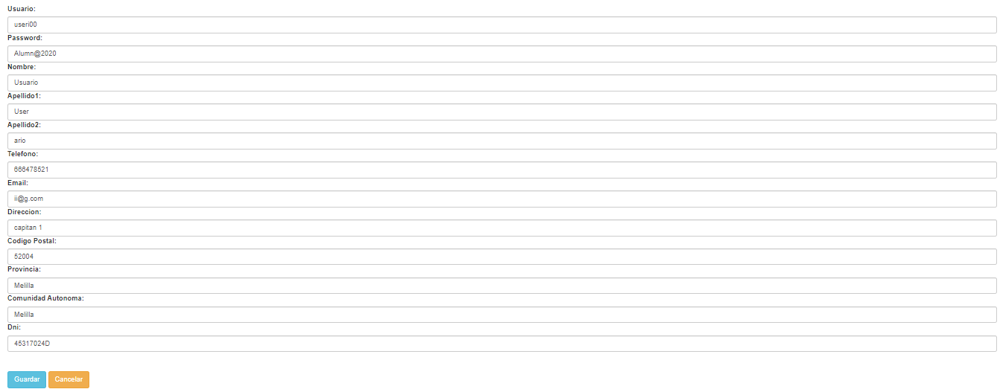 Usuario:
useri00
Password:
Alumn@2020
Nombre:
Usuario
Apellido1:
User
Apellido2:
ario
Telefono:
666478521
Email:
ii@g.com
Direccion:
capitan 1
Codigo Postal:
52004
Provincia:
Melilla
Comunidad Autonoma:
Melilla
Dni:
45317024D
Guardar Cancelar